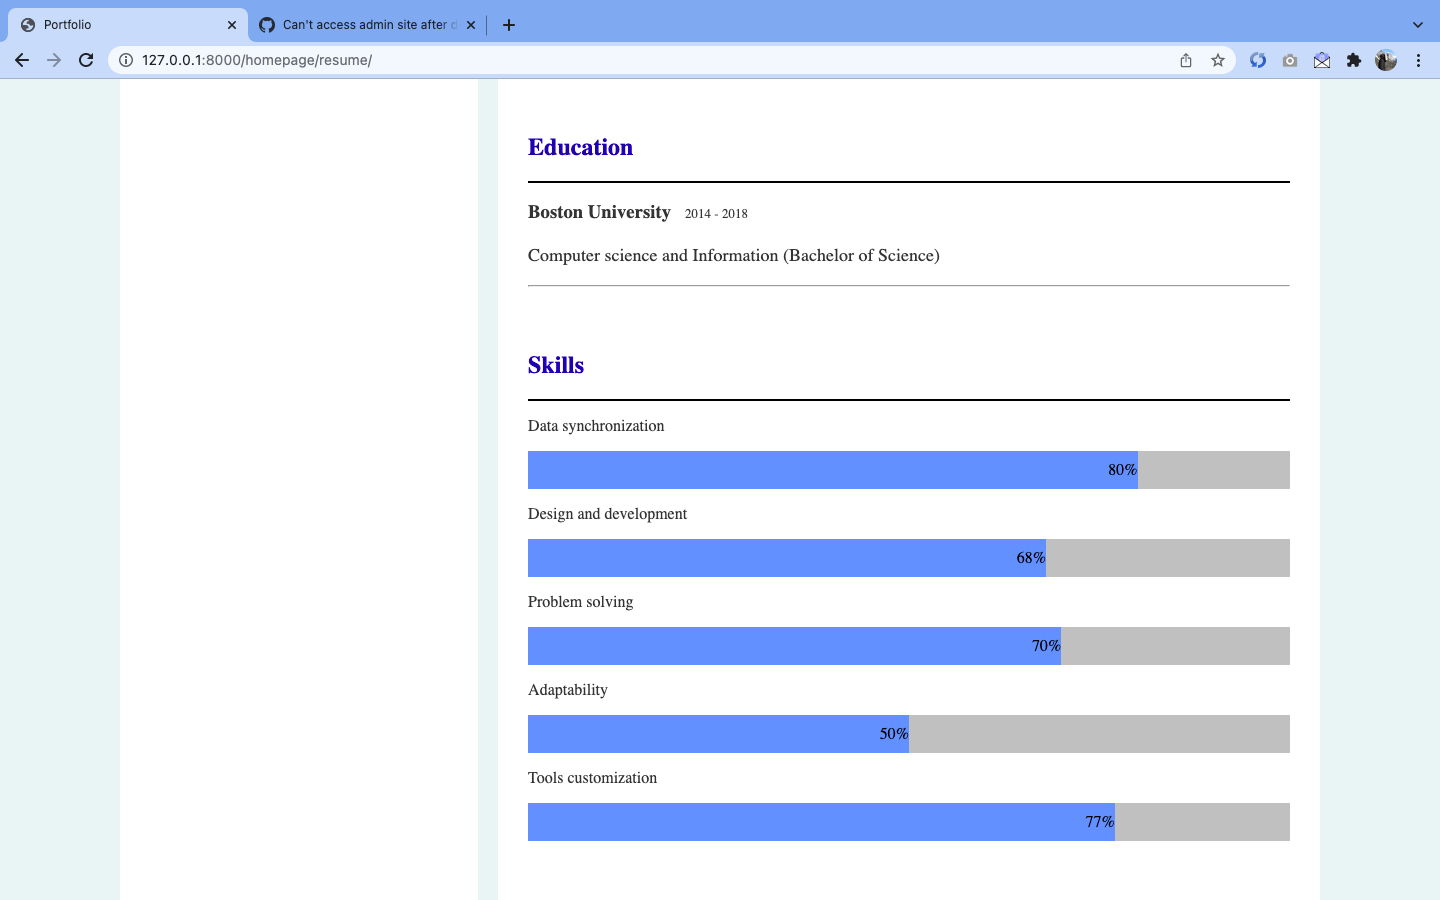 Portfolio
Can't access admin site after d
127.0.0.1:8000/homepage/resume/
Education
Boston University 2014 - 2018
Computer science and Information (Bachelor of Science)
Skills
Data synchronization
80%
Design and development
68%
Problem solving
70%
Adaptability
50%
Tools customization
77%